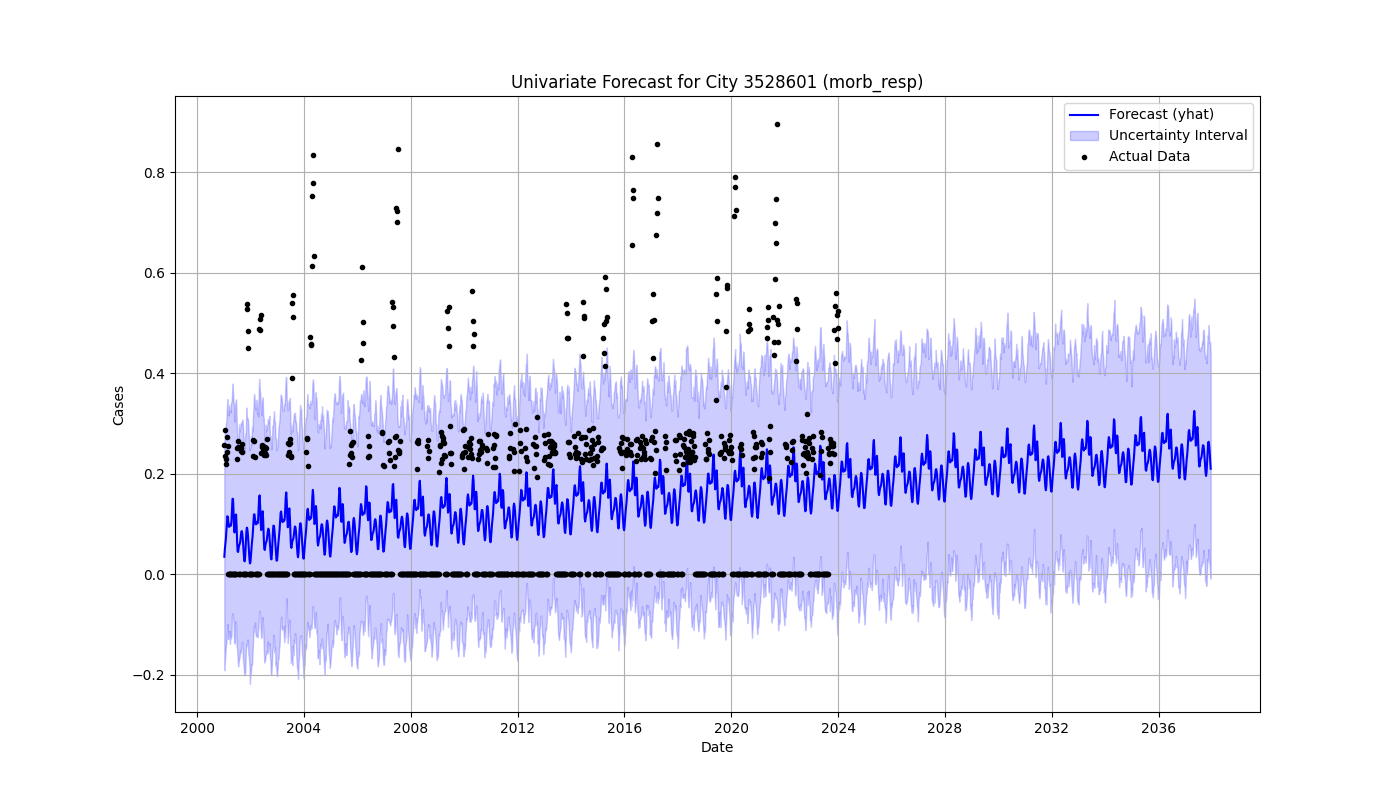 Univariate Forecast for City 3528601 (morb_resp)
Forecast (yhat)
Uncertainty Interval
Actual Data
Cases
0.8
0.6
0.4
0.2
0.0
−0.2
2000 2004 2008 2012 2016 2020 2024 2028 2032 2036
Date